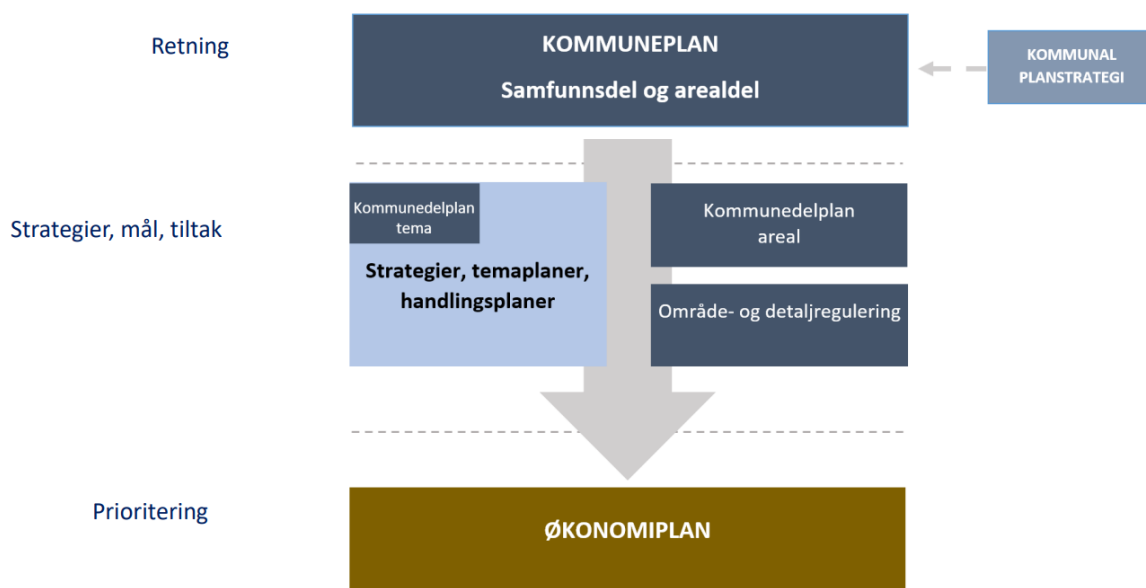 Retning
KOMMUNEPLAN
Samfunnsdel og arealdel
KOMMUNAL
PLANSTRATEGI
Strategier, mål, tiltak
Kommunedelplan
tema
Strategier, temaplaner,
handlingsplaner
Kommunedelplan
areal
Område- og detaljregulering
Prioritering
ØKONOMIPLAN